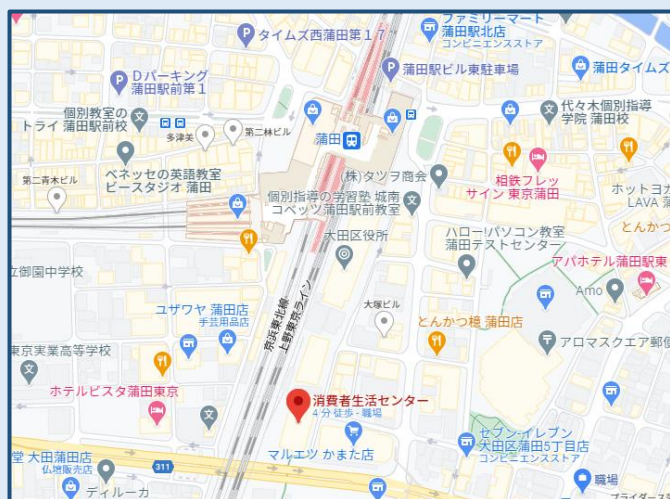 ファミリーマート
蒲田駅北店
コンビニエンスストア
タイムズ西蒲田第17
Dパーキング
蒲田駅前第1
蒲田駅ビル東駐車場
蒲田タイムズ
個別教室の
トライ 蒲田駅前校
多津美
第二林ビル
蒲田
代々木個別指導
学院 蒲田校
ベネッセの英語教室
ビースタジオ 蒲田
第二青木ビル
(株)タツヲ商会
相鉄フレッ
サイン 東京蒲田
個別指導の学習塾 城南
コベッツ蒲田駅前教室
ホットヨガ
LAVA 蒲
とんかつ
大田区役所
ハロー!パソコン教室
蒲田テストセンター
立御園中学校
アパホテル蒲田駅東
Amo
ユザワヤ 蒲田店
手芸用品店
京浜東北線
上野東京ライン
大塚ビル
とんかつ檍 蒲田店
アロマスクエア郵便
東京実業高等学校
ホテルビスタ蒲田東京
消費者生活センター
4 分 徒歩 - 職場
マルエツ かまた店
セブン-イレブン
大田区蒲田5丁目店
コンビニエンスストア
堂 大田蒲田店
仏壇販売店
311
ディルーカ
職場
プライダーズ